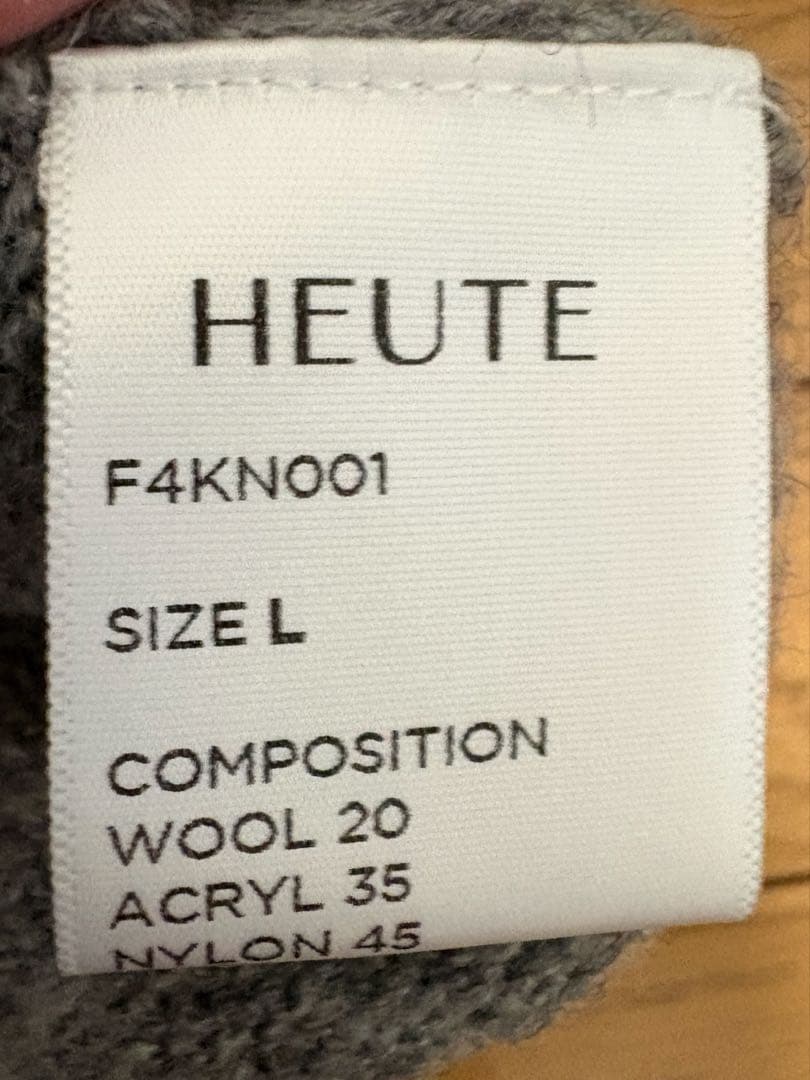 HEUTE
F4KN001
SIZE L
COMPOSITION
WOOL 20
ACRYL 35
NYLON 45